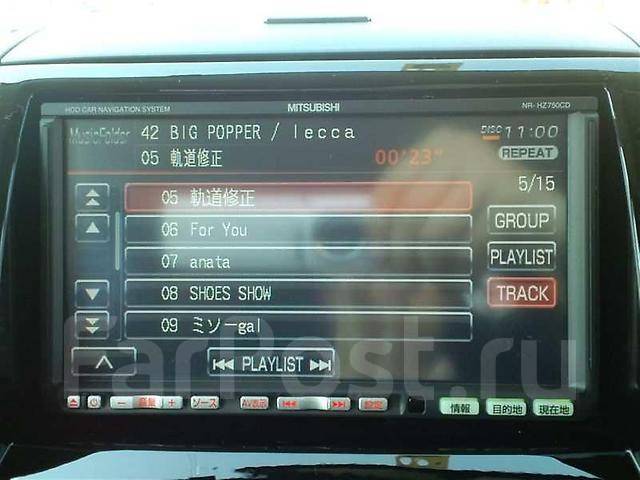 HDD CAR NAVIGATION SYSTEM MITSUBISHI NR-HZ750CD
MusicFolder 42 BIG POPPER / lecca DISC 11:00
05 軌道修正 00'23" REPEAT
5/15
05 軌道修正
06 For You
07 anata
08 SHOES SHOW
09 ミソーgal
GROUP
PLAYLIST
TRACK
PLAYLIST
− 音量 + ソース AV表示 設定 情報 目的地 現在地
FarPost.ru